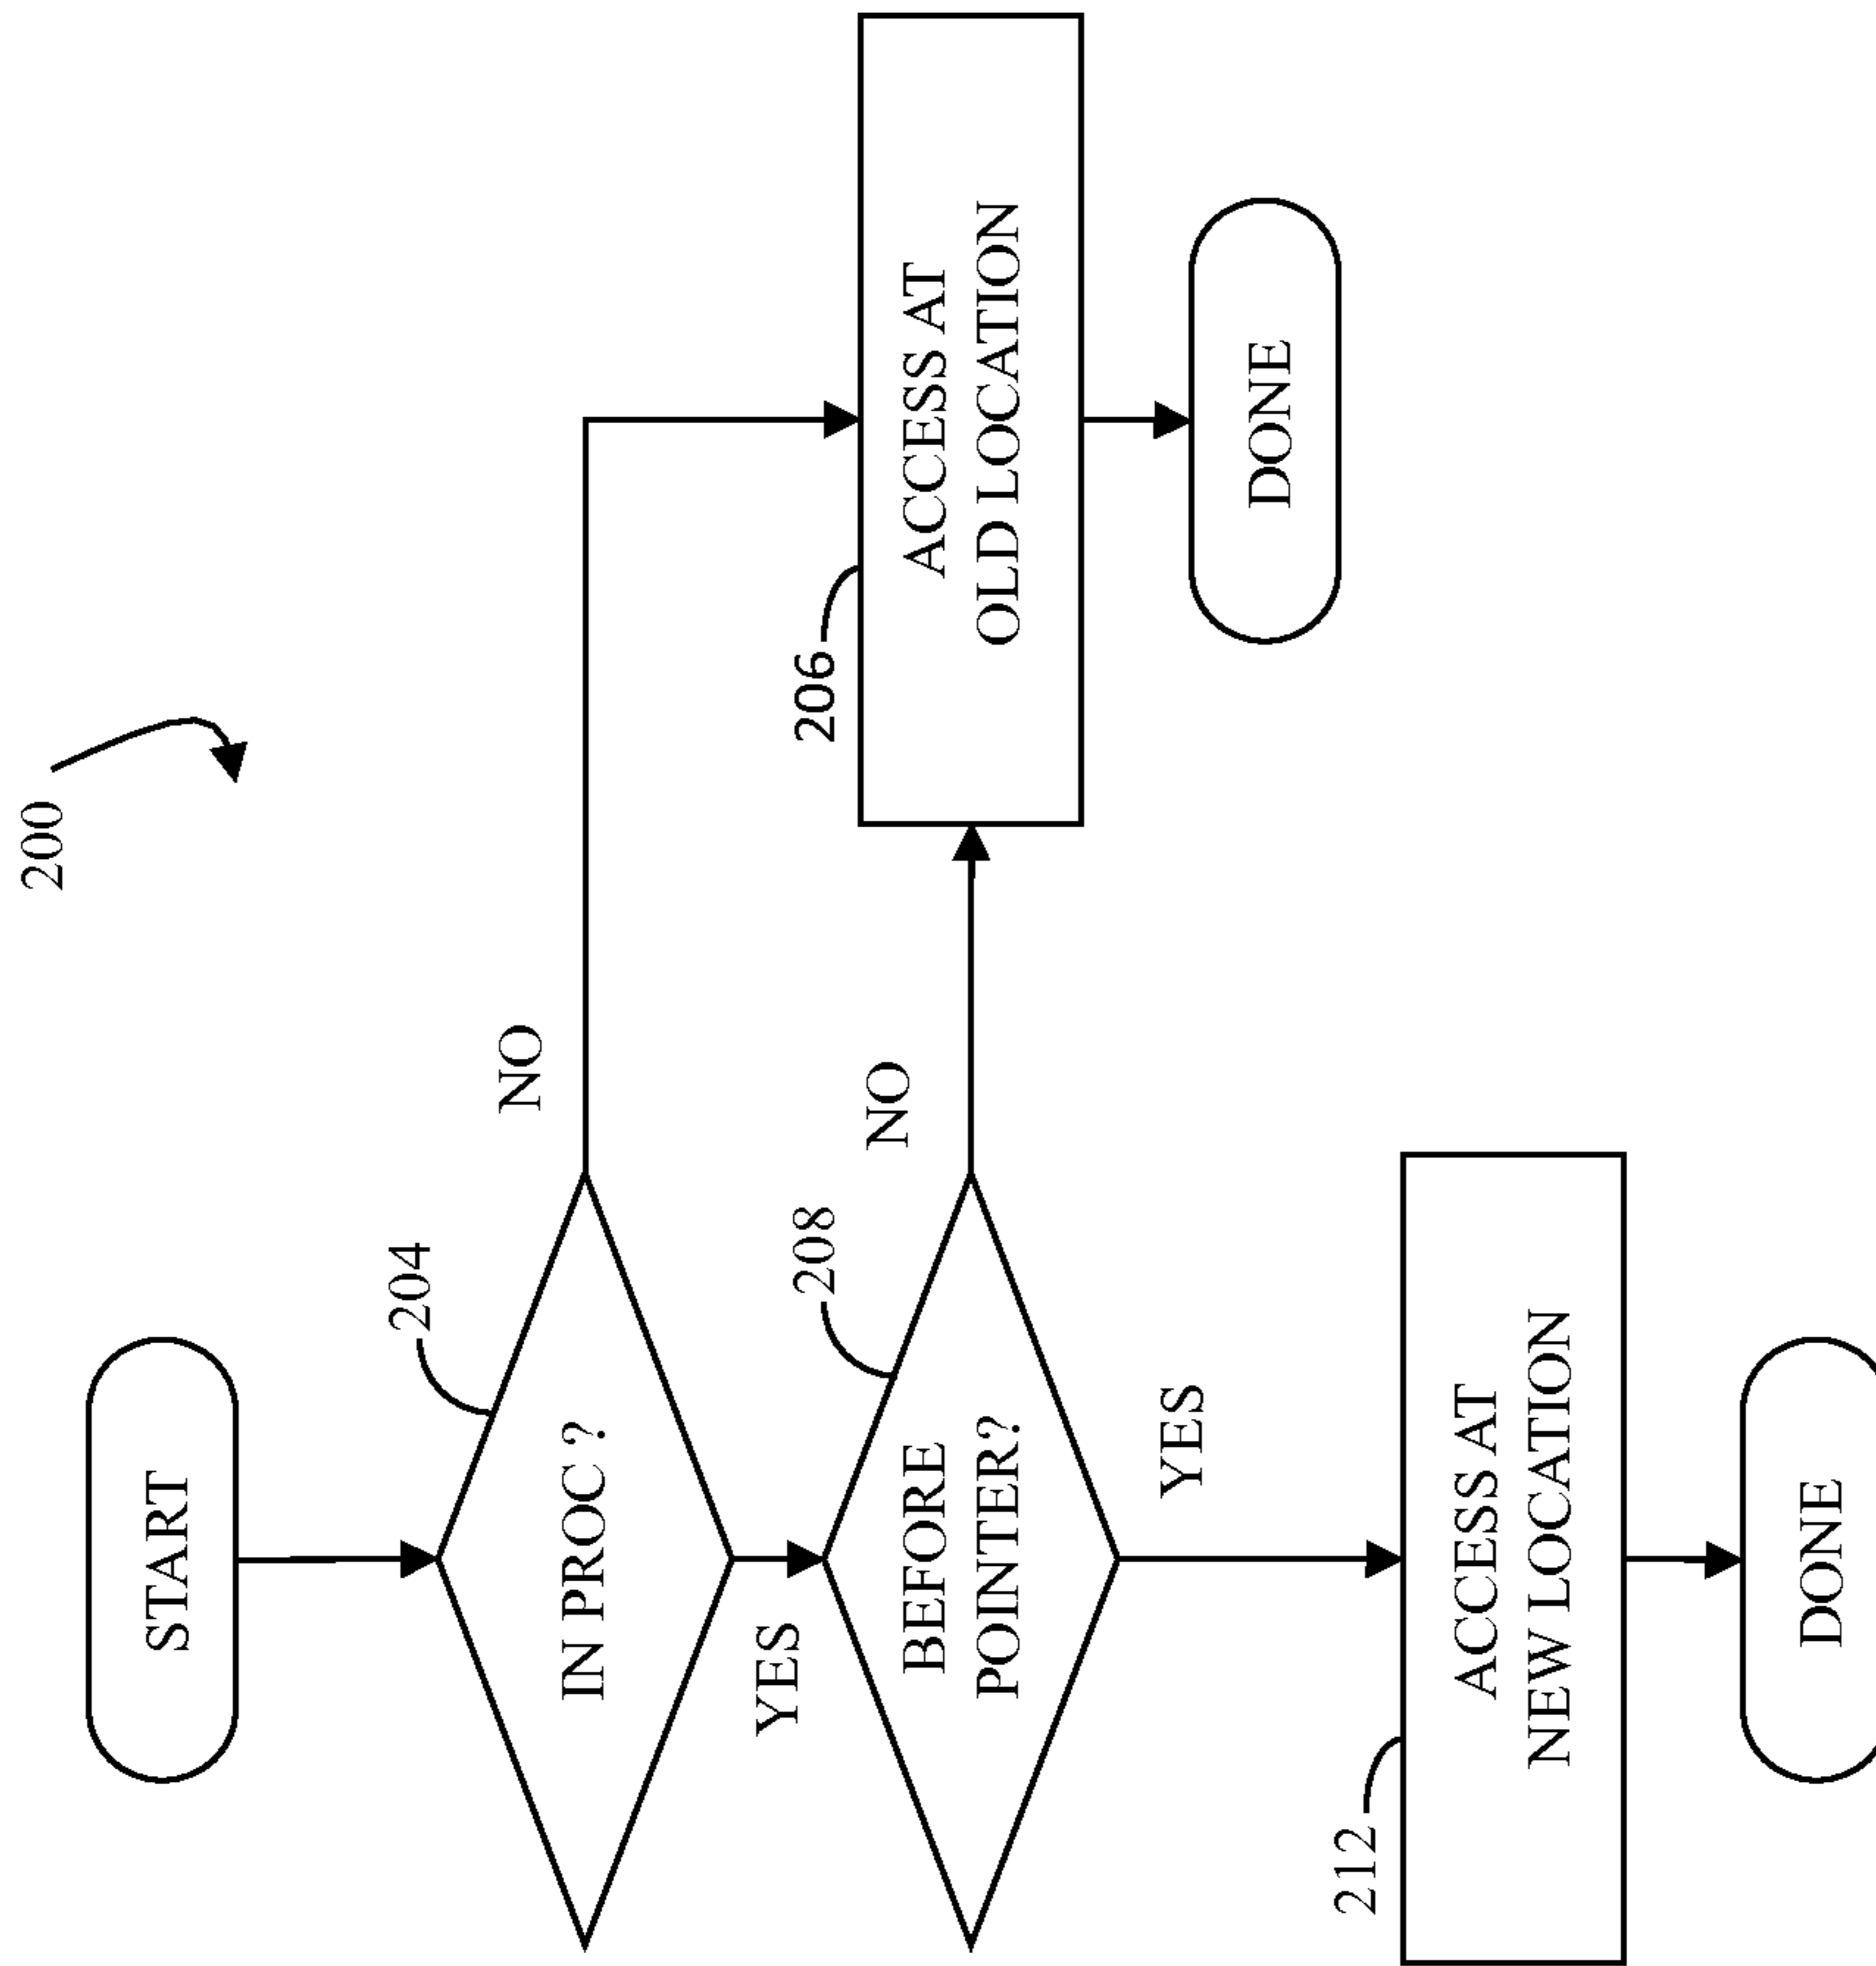 200
START
204
IN PROC ?
NO
YES
208
BEFORE
POINTER?
NO
206
ACCESS AT
OLD LOCATION
DONE
YES
212
ACCESS AT
NEW LOCATION
DONE